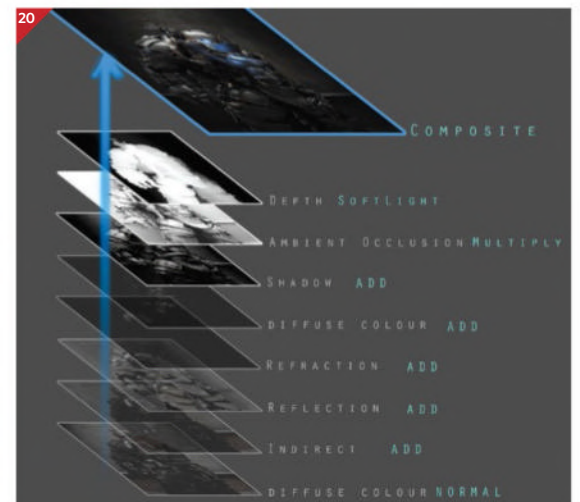 20
COMPOSITE
DEPTH SOFTLIGHT
AMBIENT OCCLUSION MULTIPLY
SHADOW ADD
DIFFUSE COLOUR ADD
REFRACTION ADD
REFLECTION ADD
INDIRECT ADD
DIFFUSE COLOUR NORMAL